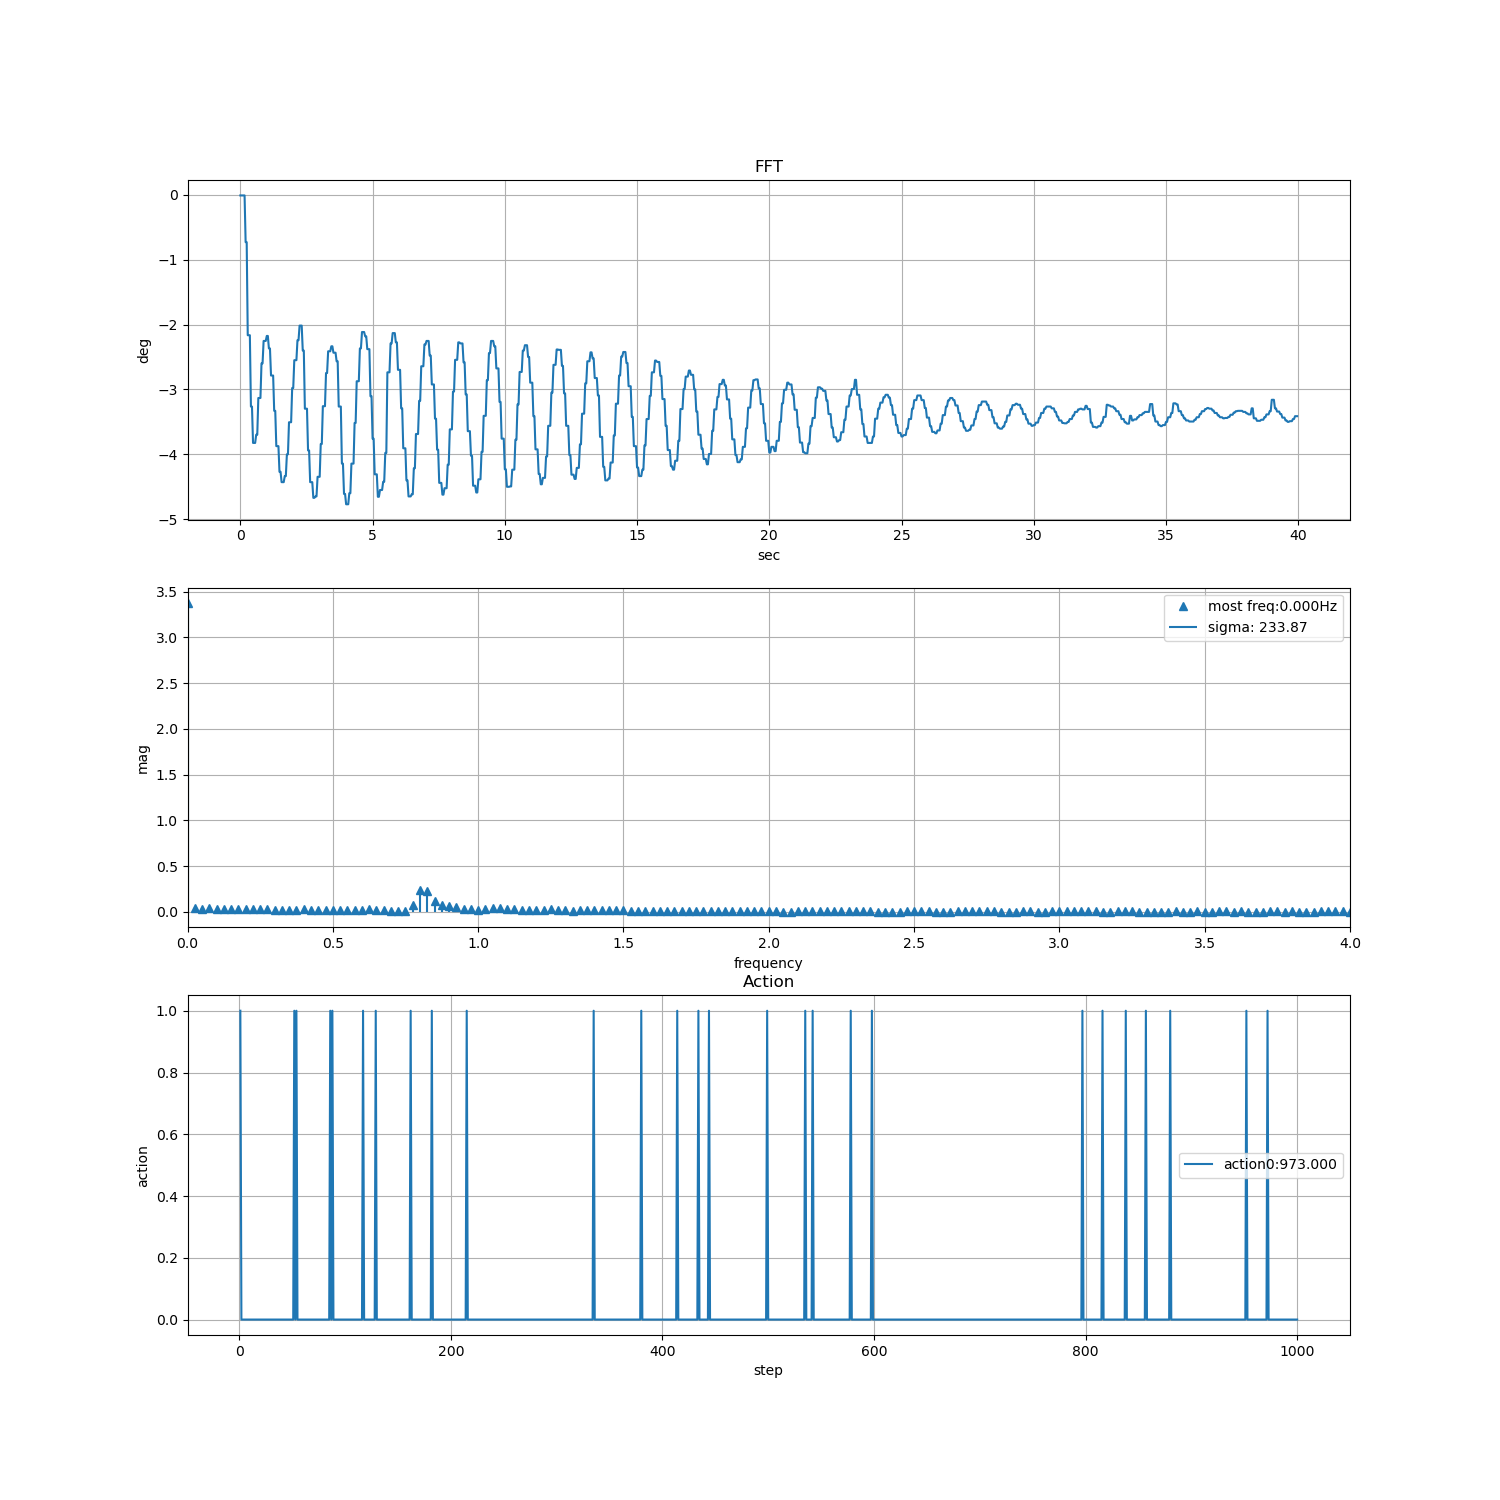 FFT
0
−1
−2
−3
−4
−5
deg
0 5 10 15 20 25 30 35 40
sec
3.5
3.0
2.5
2.0
1.5
1.0
0.5
0.0
mag
most freq:0.000Hz
sigma: 233.87
0.0 0.5 1.0 1.5 2.0 2.5 3.0 3.5 4.0
frequency
Action
1.0
0.8
0.6
0.4
0.2
0.0
action
action0:973.000
0 200 400 600 800 1000
step